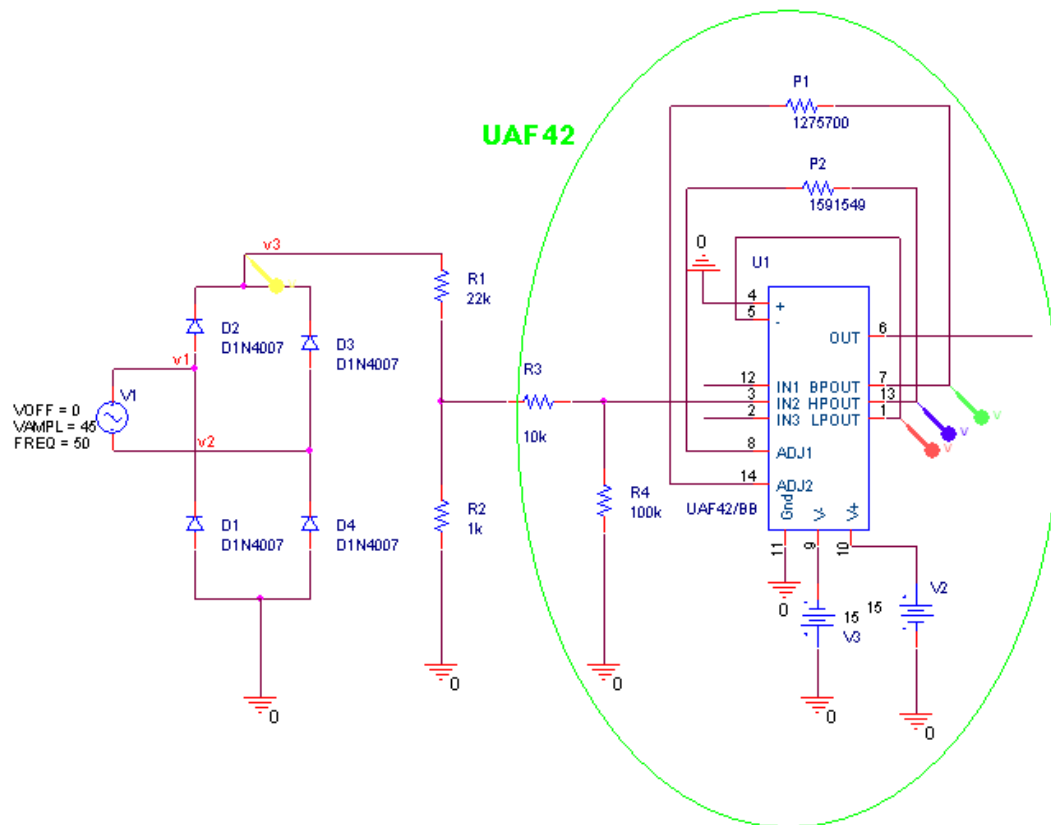 P1
1275700
UAF42
P2
1591549
v3
0
U1
R1
22k
4 +
5 -
D2
D1N4007
OUT 6
D3
D1N4007
v1
R3
V1
VOFF = 0
VAMPL = 45
FREQ = 50
12 IN1 BPOUT 7
3 IN2 HPOUT 13
2 IN3 LPOUT 1
V
V
V
v2
10k
8 ADJ1
14 ADJ2
R4
100k
UAF42/BB
R2
1k
D1
D1N4007
D4
D1N4007
Gnd V- V+
11 9 10
0
15
V3
15
V2
0
0
0
0
0